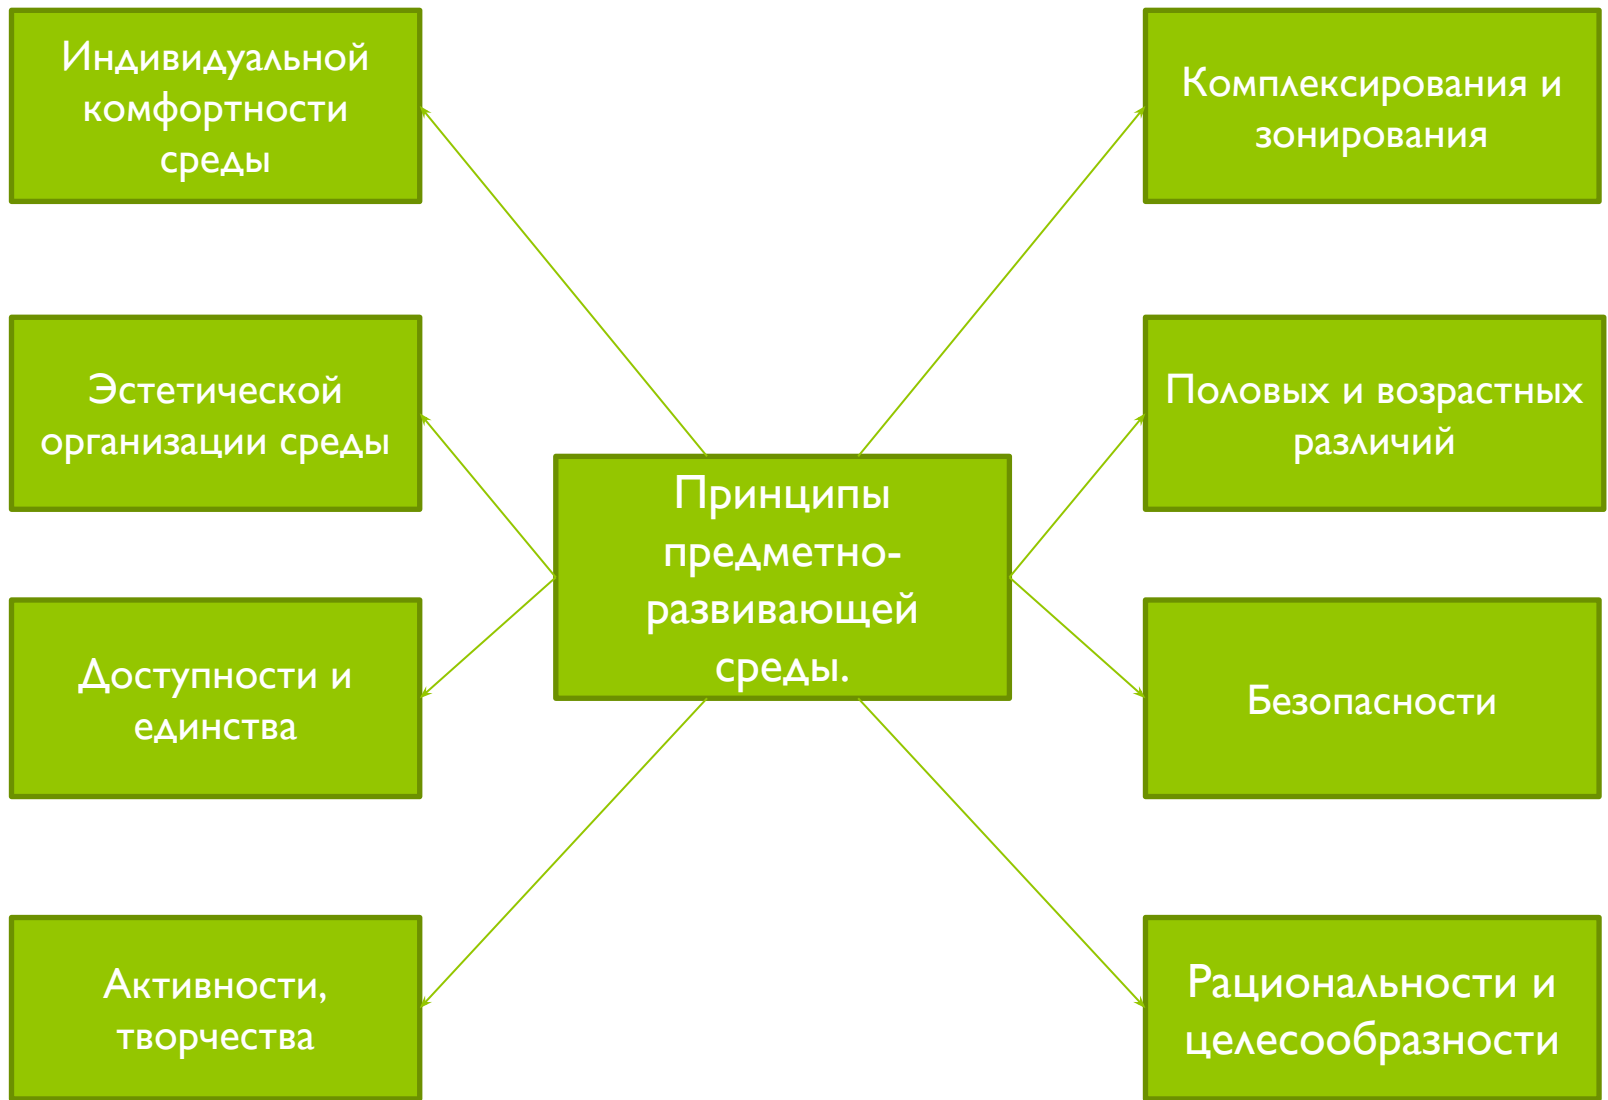 Индивидуальной
комфортности
среды
Комплексирования и
зонирования
Эстетической
организации среды
Половых и возрастных
различий
Принципы
предметно-
развивающей
среды.
Доступности и
единства
Безопасности
Активности,
творчества
Рациональности и
целесообразности